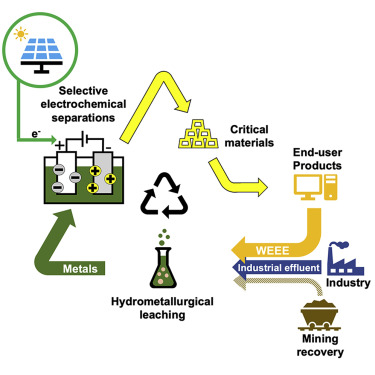 Selective
electrochemical
separations
e-
+ -
Critical
materials
End-user
Products
WEEE
Industrial effluent
Industry
Metals
Hydrometallurgical
leaching
Mining
recovery